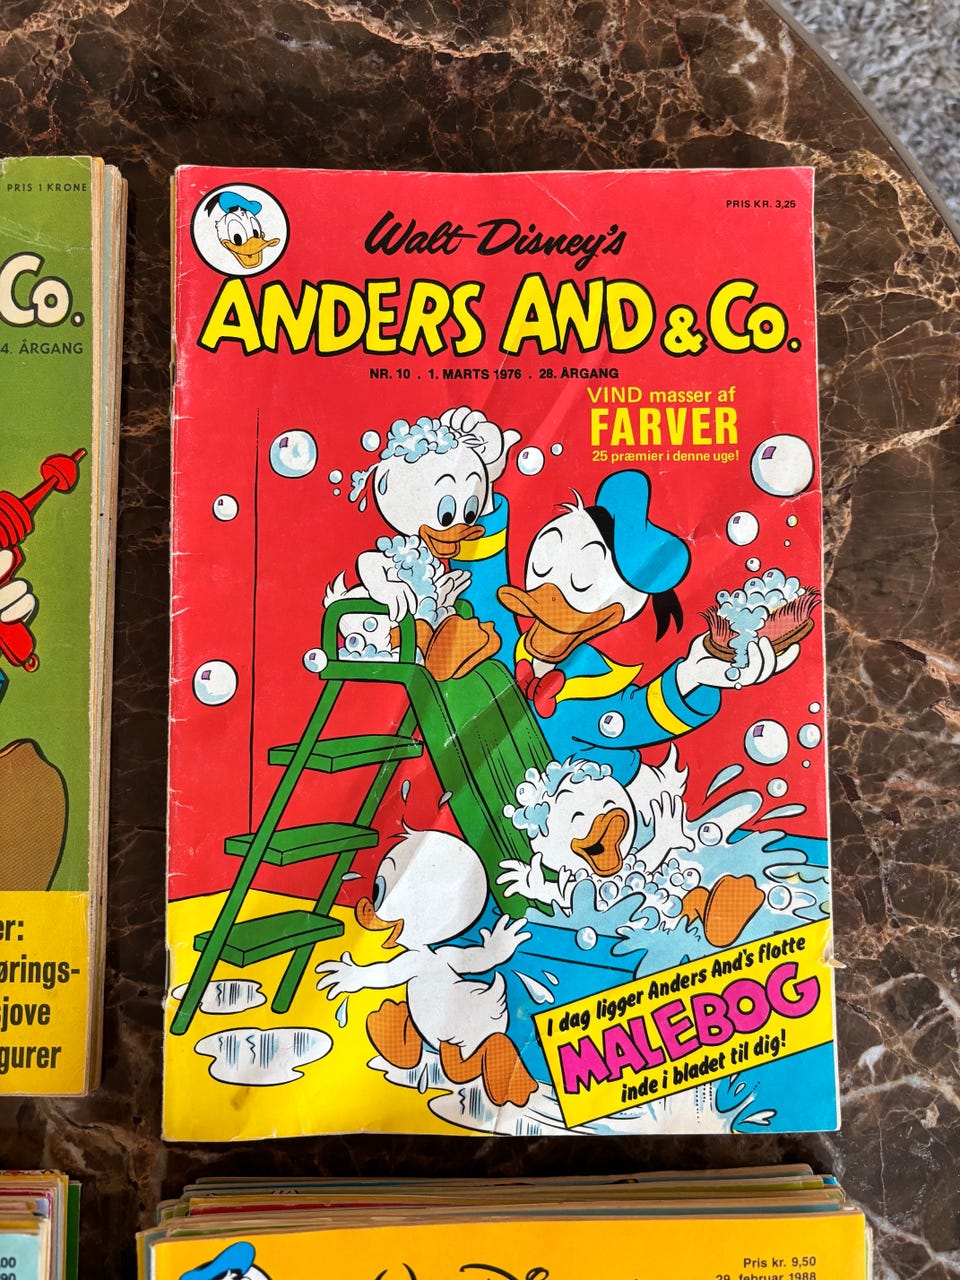 PRIS 1 KRONE
Co.
4. ÅRGANG
er:
ørings-
sjove
gurer
PRIS KR. 3,25
Walt Disney's
ANDERS AND & Co.
NR. 10 . 1. MARTS 1976 . 28. ÅRGANG
VIND masser af
FARVER
25 præmier i denne uge!
I dag ligger Anders And's flotte
MALEBOG
inde i bladet til dig!
Pris kr. 9,50
29. februar 1988